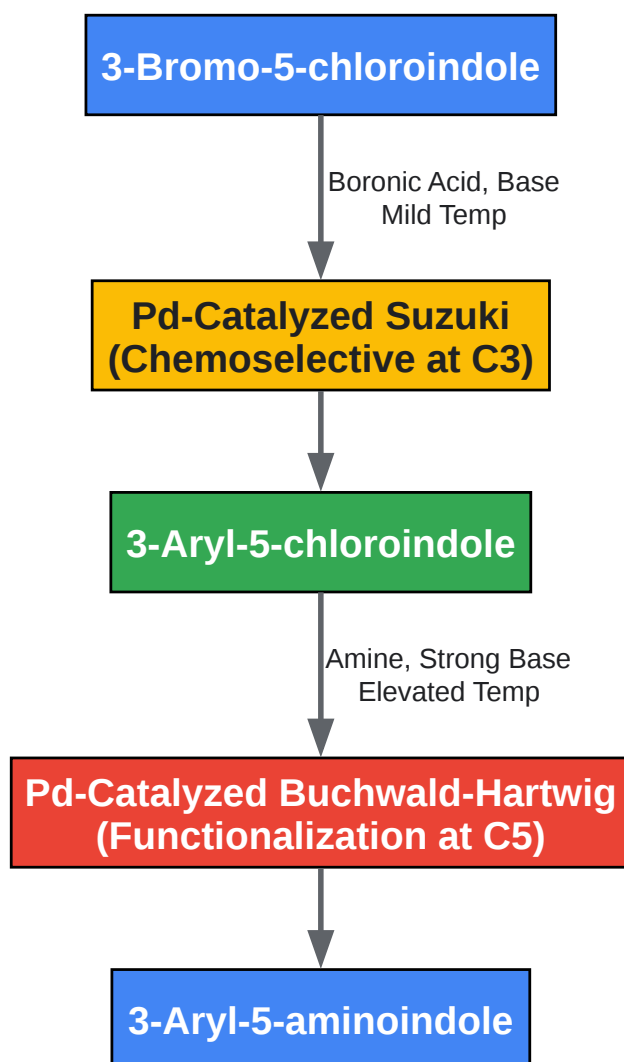 3-Bromo-5-chloroindole
Boronic Acid, Base
Mild Temp
Pd-Catalyzed Suzuki
(Chemoselective at C3)
3-Aryl-5-chloroindole
Amine, Strong Base
Elevated Temp
Pd-Catalyzed Buchwald-Hartwig
(Functionalization at C5)
3-Aryl-5-aminoindole